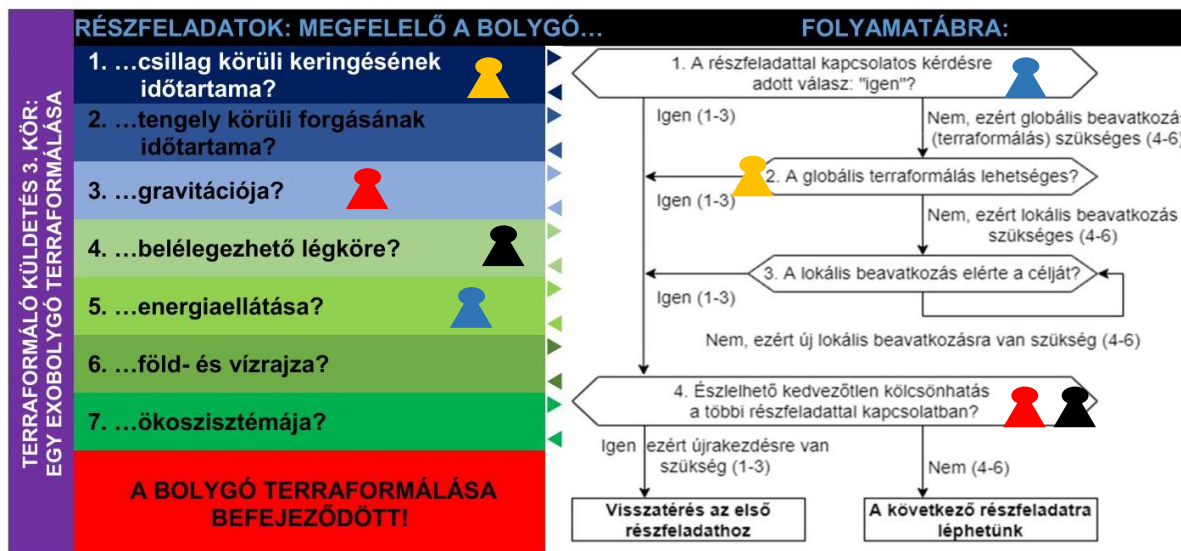 TERRAFORMÁLÓ KÜLDETÉS 3. KÖR:
EGY EXOBOLYGÓ TERRAFORMÁLÁSA
RÉSZFELADATOK: MEGFELELŐ A BOLYGÓ…
1. …csillag körüli keringésének
időtartama?
2. …tengely körüli forgásának
időtartama?
3. …gravitációja?
4. …belélegezhető légköre?
5. …energiaellátása?
6. …föld- és vízrajza?
7. …ökoszisztémája?
A BOLYGÓ TERRAFORMÁLÁSA
BEFEJEZŐDÖTT!
FOLYAMATÁBRA:
1. A részfeladattal kapcsolatos kérdésre
adott válasz: "igen"?
Igen (1-3)
Nem, ezért globális beavatkozás
(terraformálás) szükséges (4-6)
2. A globális terraformálás lehetséges?
Igen (1-3)
Nem, ezért lokális beavatkozás
szükséges (4-6)
3. A lokális beavatkozás elérte a célját?
Igen (1-3)
Nem, ezért új lokális beavatkozásra van szükség (4-6)
4. Észlelhető kedvezőtlen kölcsönhatás
a többi részfeladattal kapcsolatban?
Igen ezért újrakezdésre van
szükség (1-3)
Nem (4-6)
Visszatérés az első
részfeladathoz
A következő részfeladatra
léphetünk